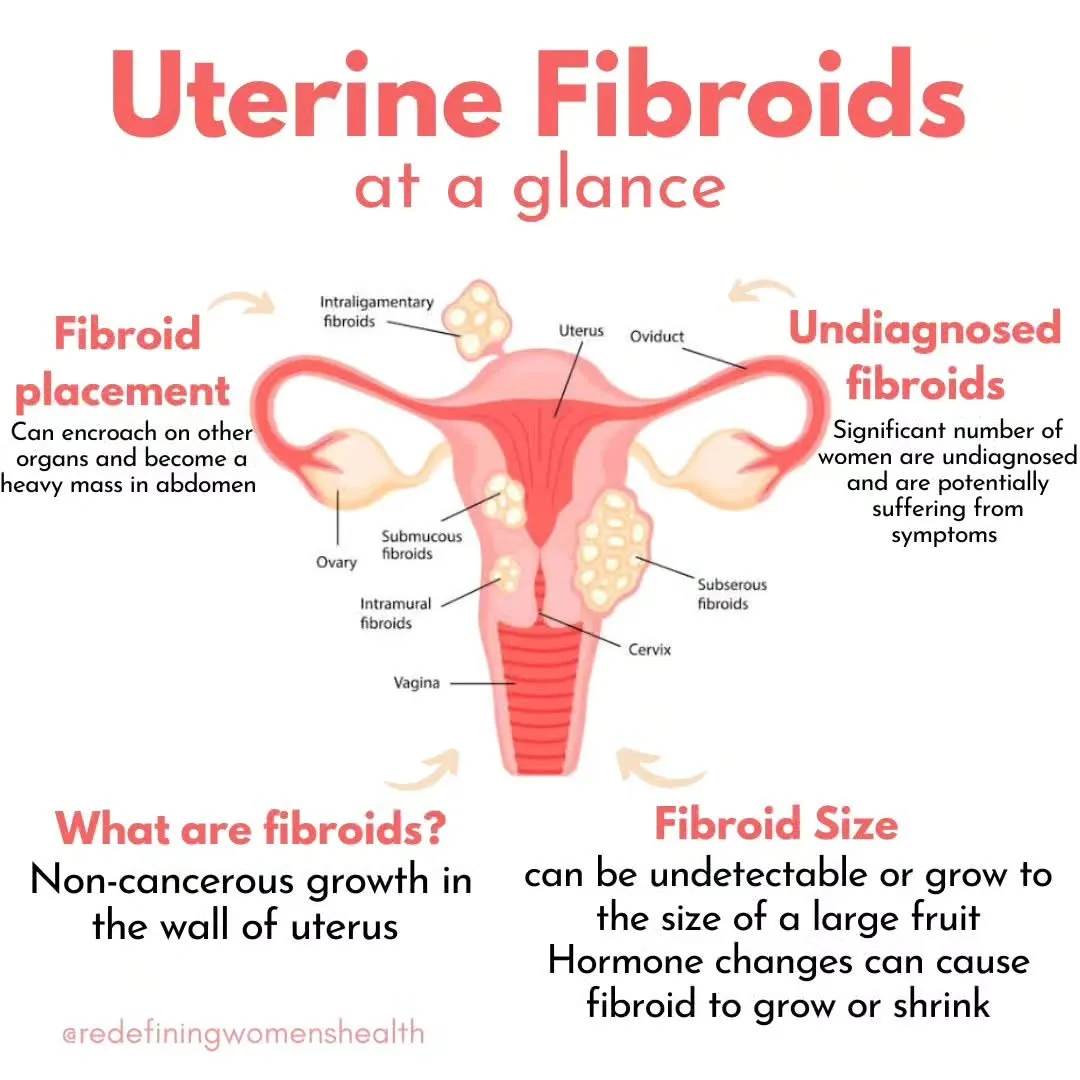 Uterine Fibroids
at a glance
Fibroid
placement
Can encroach on other
organs and become a
heavy mass in abdomen
Intraligamentary
fibroids
Uterus
Oviduct
Undiagnosed
fibroids
Significant number of
women are undiagnosed
and are potentially
suffering from
symptoms
Ovary
Submucous
fibroids
Intramural
fibroids
Subserous
fibroids
Cervix
Vagina
What are fibroids?
Non-cancerous growth in
the wall of uterus
Fibroid Size
can be undetectable or grow to
the size of a large fruit
Hormone changes can cause
fibroid to grow or shrink
@redefiningwomenshealth